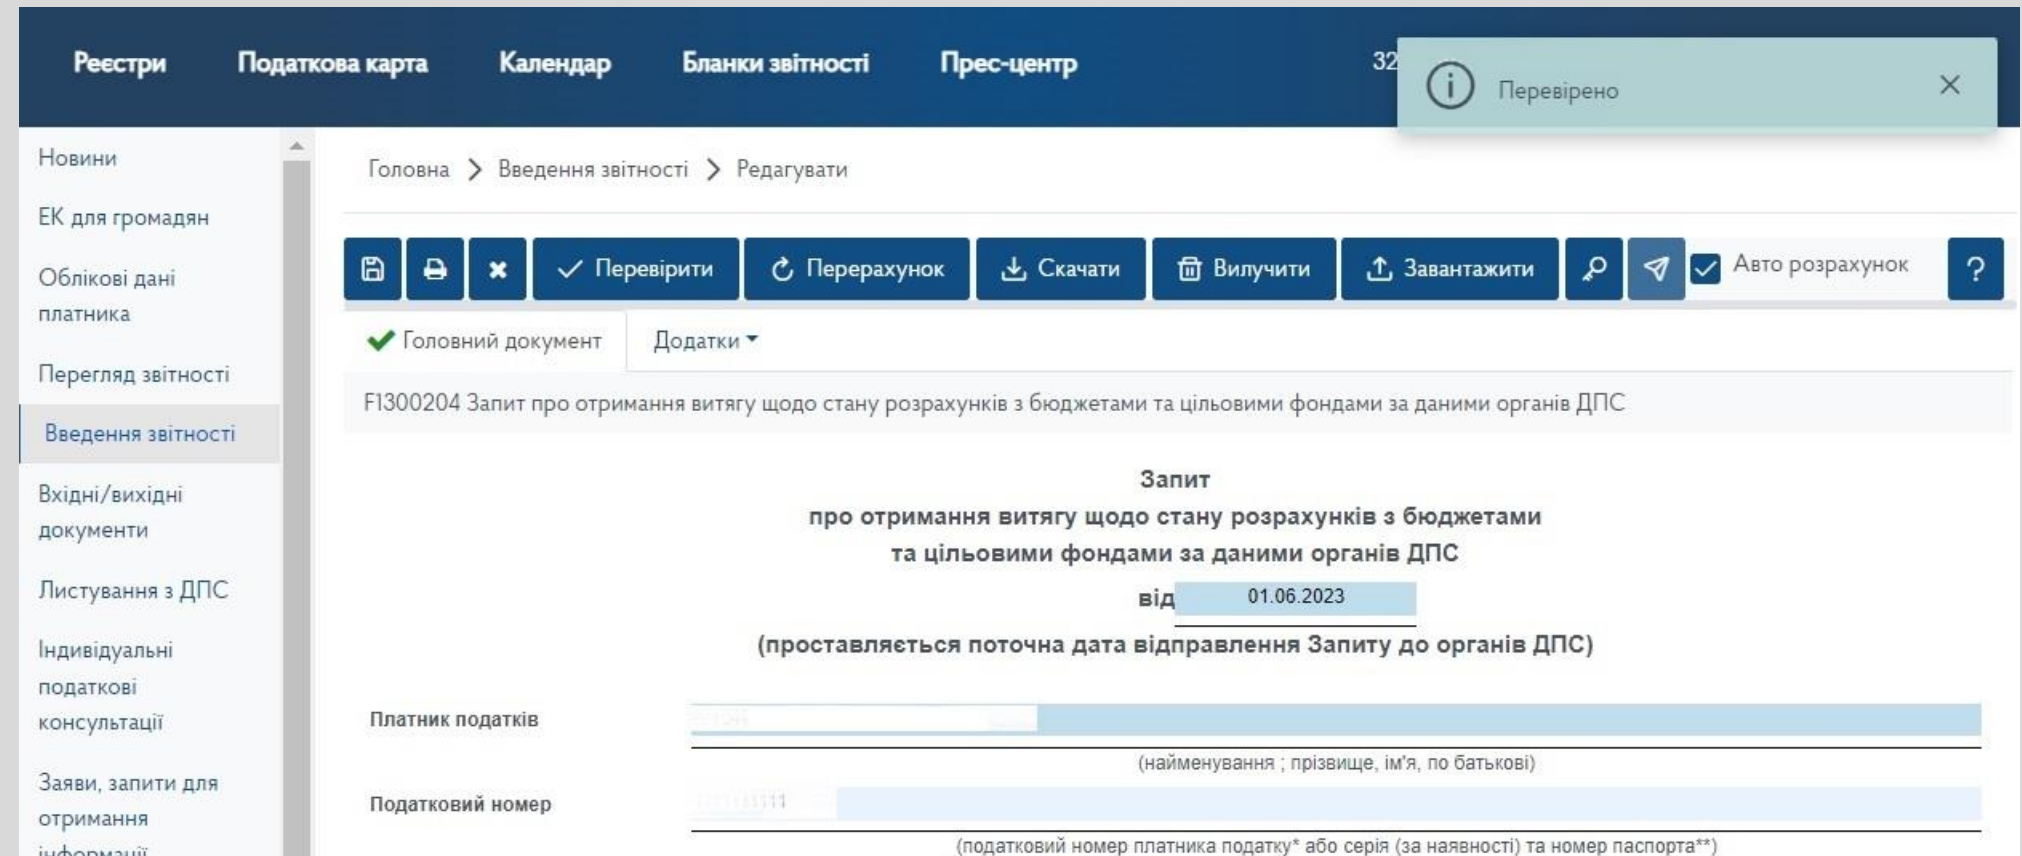 Реєстри Податкова карта Календар Бланки звітності Прес-центр 32
Перевірено
Новини
ЕК для громадян
Облікові дані
платника
Перегляд звітності
Введення звітності
Вхідні/вихідні
документи
Листування з ДПС
Індивідуальні
податкові
консультації
Заяви, запити для
отримання
інформації
Головна > Введення звітності > Редагувати
Перевірити Перерахунок Скачати Вилучити Завантажити Авто розрахунок ?
Головний документ Додатки
F1300204 Запит про отримання витягу щодо стану розрахунків з бюджетами та цільовими фондами за даними органів ДПС
Запит
про отримання витягу щодо стану розрахунків з бюджетами
та цільовими фондами за даними органів ДПС
від 01.06.2023
(проставляється поточна дата відправлення Запиту до органів ДПС)
Платник податків
(найменування ; прізвище, ім'я, по батькові)
Податковий номер
(податковий номер платника податку* або серія (за наявності) та номер паспорта**)